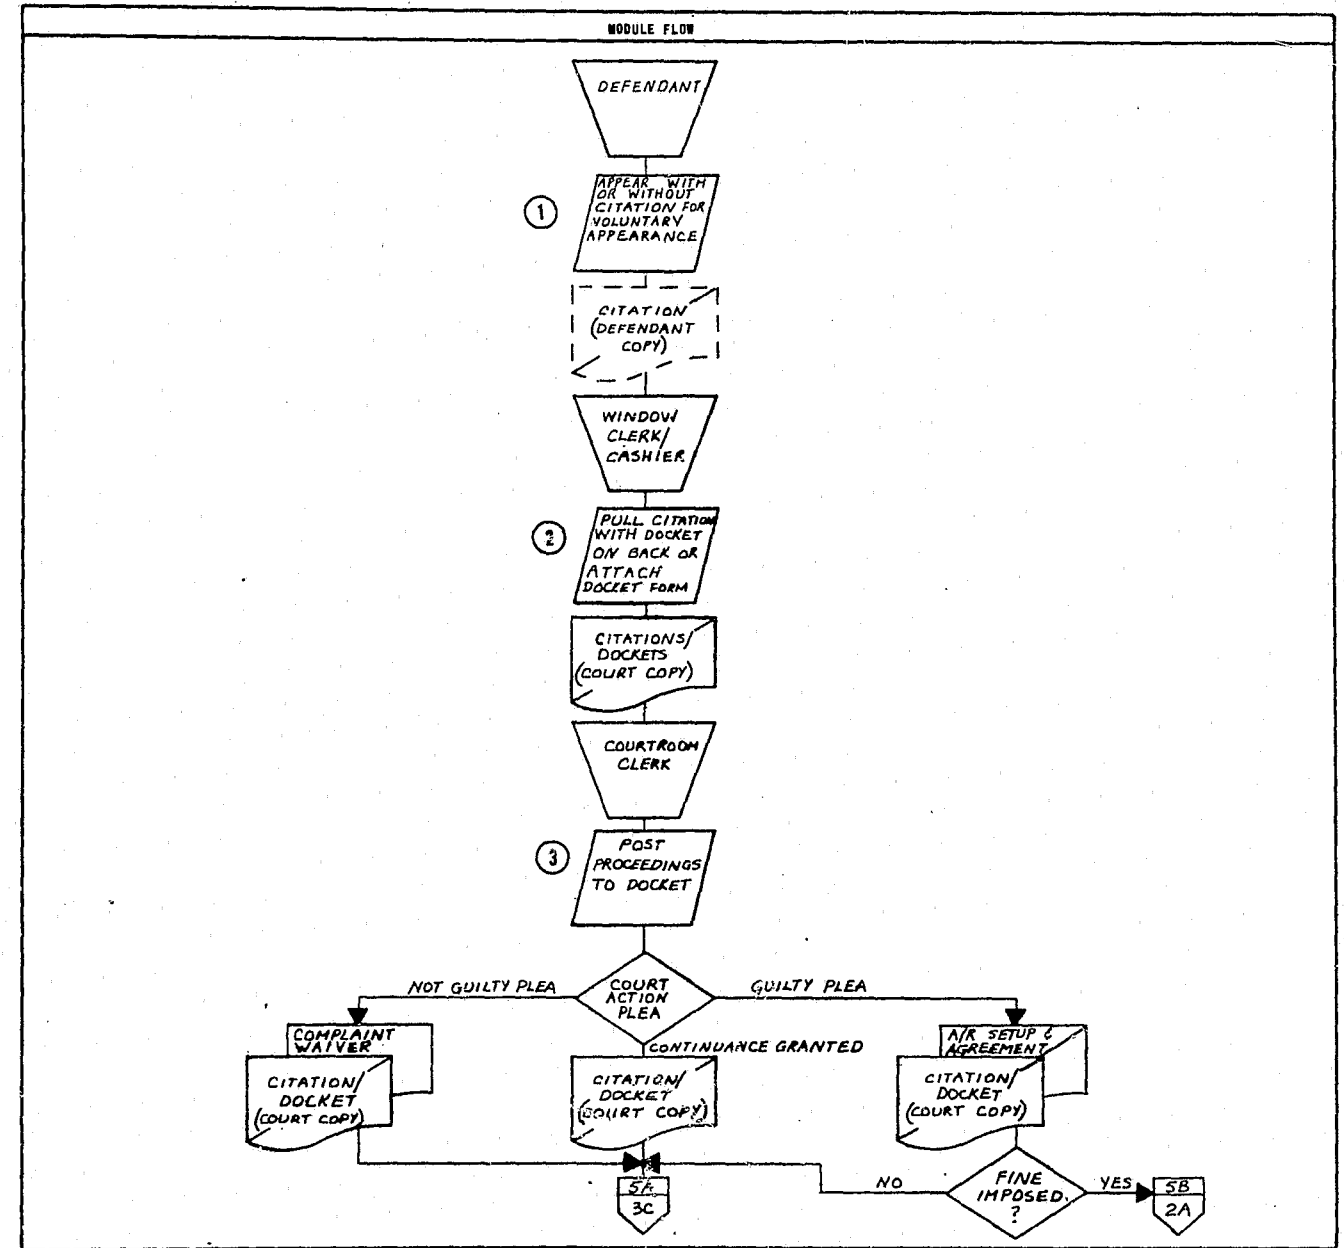 MODULE FLOW
DEFENDANT
1
APPEAR WITH
OR WITHOUT
CITATION FOR
VOLUNTARY
APPEARANCE
CITATION
(DEFENDANT
COPY)
WINDOW
CLERK/
CASHIER
2
PULL CITATION
WITH DOCKET
ON BACK OR
ATTACH
DOCKET FORM
CITATIONS/
DOCKETS
(COURT COPY)
COURTROOM
CLERK
3
POST
PROCEEDINGS
TO DOCKET
NOT GUILTY PLEA
COURT
ACTION
PLEA
GUILTY PLEA
CONTINUANCE GRANTED
COMPLAINT
WAIVER
CITATION/
DOCKET
(COURT COPY)
CITATION/
DOCKET
(COURT COPY)
A/R SETUP &
AGREEMENT
CITATION/
DOCKET
(COURT COPY)
FINE
IMPOSED.
?
NO
YES
5A
3C
5B
2A